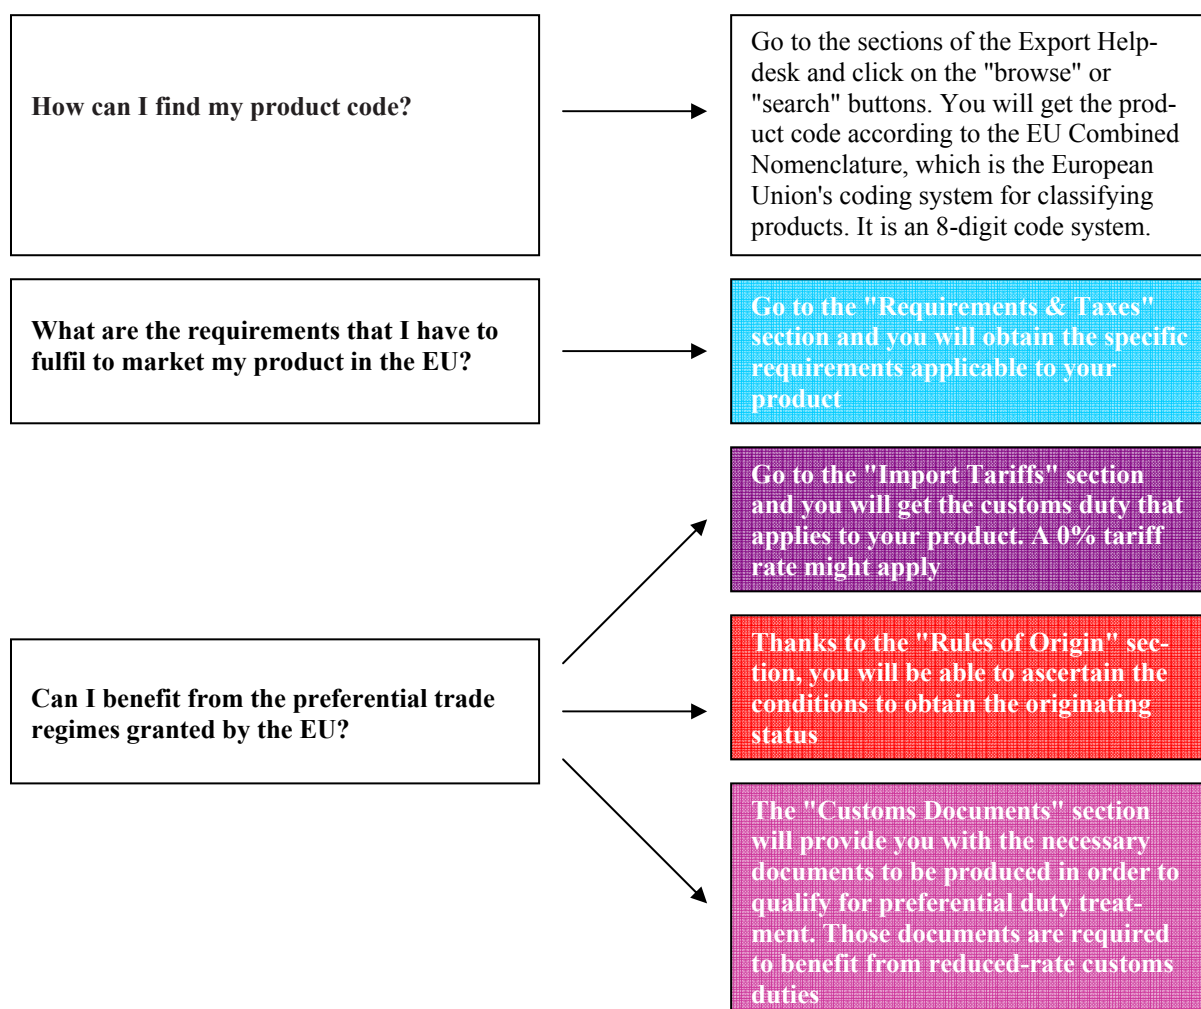 How can I find my product code?
Go to the sections of the Export Help-
desk and click on the "browse" or
"search" buttons. You will get the prod-
uct code according to the EU Combined
Nomenclature, which is the European
Union's coding system for classifying
products. It is an 8-digit code system.
What are the requirements that I have to
fulfil to market my product in the EU?
Go to the "Requirements & Taxes"
section and you will obtain the specific
requirements applicable to your
product
Can I benefit from the preferential trade
regimes granted by the EU?
Go to the "Import Tariffs" section
and you will get the customs duty that
applies to your product. A 0% tariff
rate might apply
Thanks to the "Rules of Origin" sec-
tion, you will be able to ascertain the
conditions to obtain the originating
status
The "Customs Documents" section
will provide you with the necessary
documents to be produced in order to
qualify for preferential duty treat-
ment. Those documents are required
to benefit from reduced-rate customs
duties